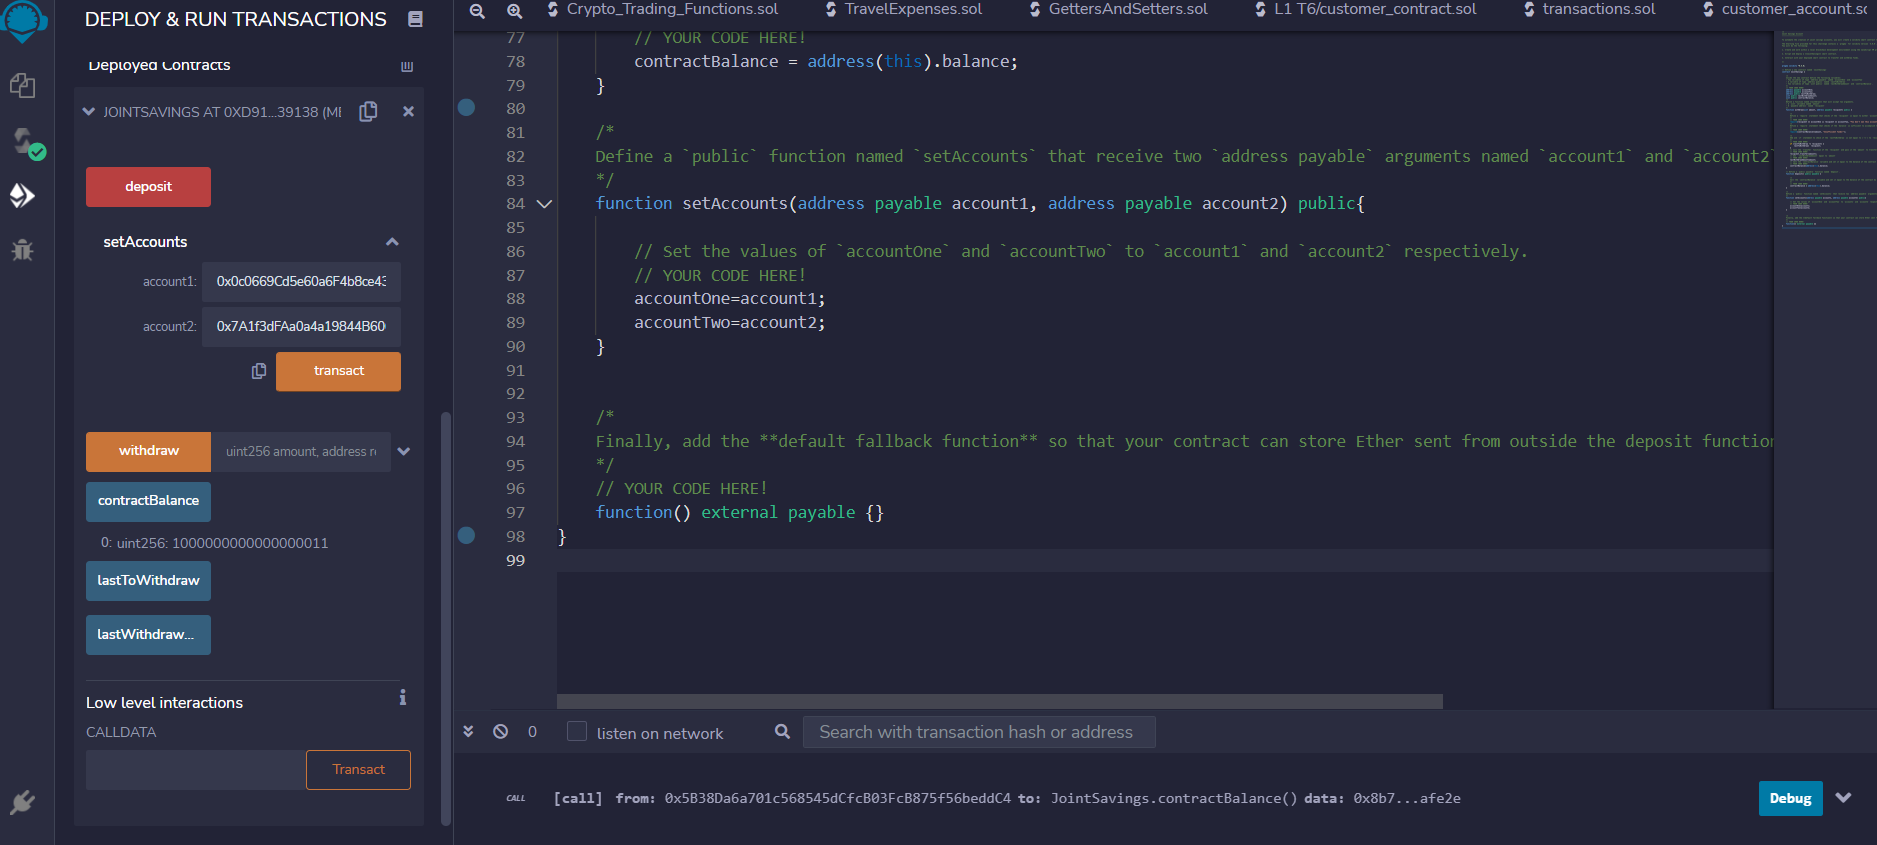 DEPLOY & RUN TRANSACTIONS
Deployed Contracts
JOINTSAVINGS AT 0XD91...39138 (ME
deposit
setAccounts
account1: 0x0c0669Cd5e60a6F4b8ce43
account2: 0x7A1f3dFAa0a4a19844B60
transact
withdraw uint256 amount, address r
contractBalance
0: uint256: 1000000000000000011
lastToWithdraw
lastWithdraw...
Low level interactions
CALLDATA
Transact
Crypto_Trading_Functions.sol TravelExpenses.sol GettersAndSetters.sol L1 T6/customer_contract.sol transactions.sol customer_account.sc
77 // YOUR CODE HERE!
78 contractBalance = address(this).balance;
79 }
80
81 /*
82 Define a `public` function named `setAccounts` that receive two `address payable` arguments named `account1` and `account2`
83 */
84 function setAccounts(address payable account1, address payable account2) public{
85
86 // Set the values of `accountOne` and `accountTwo` to `account1` and `account2` respectively.
87 // YOUR CODE HERE!
88 accountOne=account1;
89 accountTwo=account2;
90 }
91
92
93 /*
94 Finally, add the **default fallback function** so that your contract can store Ether sent from outside the deposit function
95 */
96 // YOUR CODE HERE!
97 function() external payable {}
98 }
99
0 listen on network Search with transaction hash or address
CALL [call] from: 0x5B38Da6a701c568545dCfcB03FcB875f56beddC4 to: JointSavings.contractBalance() data: 0x8b7...afe2e
Debug